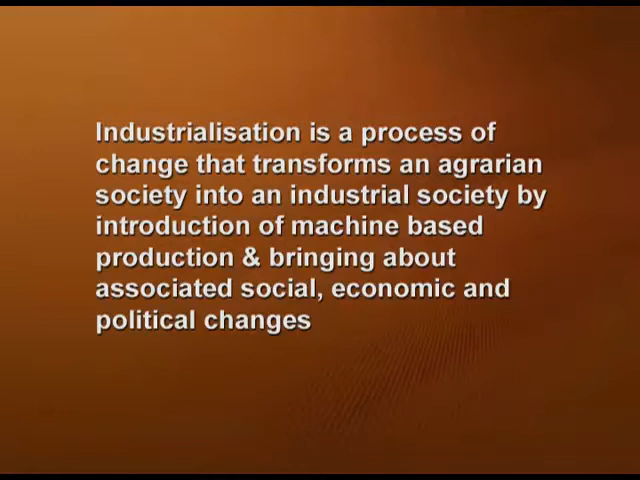 Industrialisation is a process of
change that transforms an agrarian
society into an industrial society by
introduction of machine based
production & bringing about
associated social, economic and
political changes